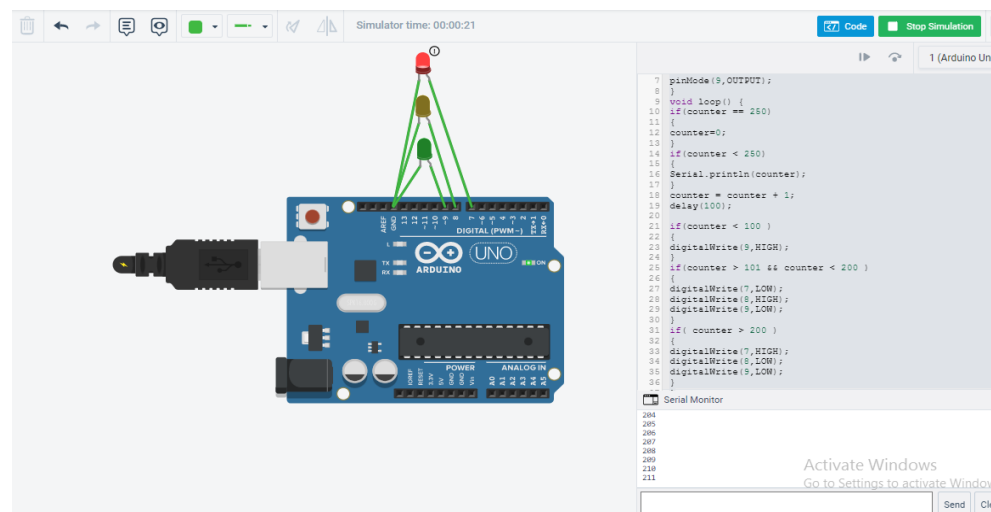 Simulator time: 00:00:21
Code
Stop Simulation
1 (Arduino Un
7 pinMode(9,OUTPUT);
8 }
9 void loop() {
10 if(counter == 250)
11 {
12 counter=0;
13 }
14 if(counter < 250)
15 {
16 Serial.println(counter);
17 }
18 counter = counter + 1;
19 delay(100);
20
21 if(counter < 100 )
22 {
23 digitalWrite(9,HIGH);
24 }
25 if(counter > 101 && counter < 200 )
26 {
27 digitalWrite(7,LOW);
28 digitalWrite(8,HIGH);
29 digitalWrite(9,LOW);
30 }
31 if( counter > 200 )
32 {
33 digitalWrite(7,HIGH);
34 digitalWrite(8,LOW);
35 digitalWrite(9,LOW);
36 }
AREF
GND
13
12
~11
~10
~9
8
7
~6
~5
4
~3
2
TX→1
RX←0
DIGITAL (PWM~)
L
TX
RX
UNO
ARDUINO
ON
POWER
ANALOG IN
IOREF
RESET
3.3V
5V
GND
GND
Vin
A0
A1
A2
A3
A4
A5
Serial Monitor
204
205
206
207
208
209
210
211
Activate Windows
Go to Settings to activate Window
Send
Cle